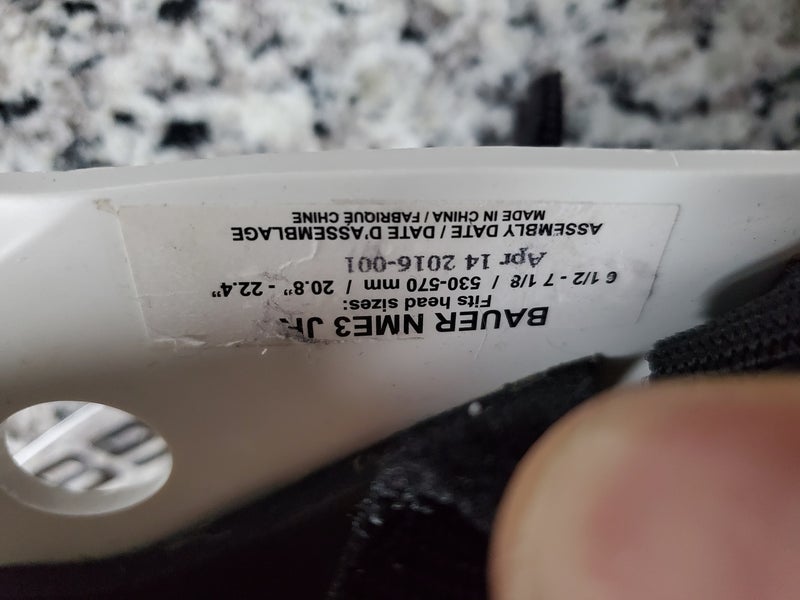 BAUER NME3 JR.
Fits head sizes:
6 1/2 - 7 1/8 / 530-570 mm / 20.8” - 22.4”
Apr 14 2016-001
ASSEMBLY DATE / DATE D'ASSEMBLAGE
MADE IN CHINA / FABRIQUÉ CHINE